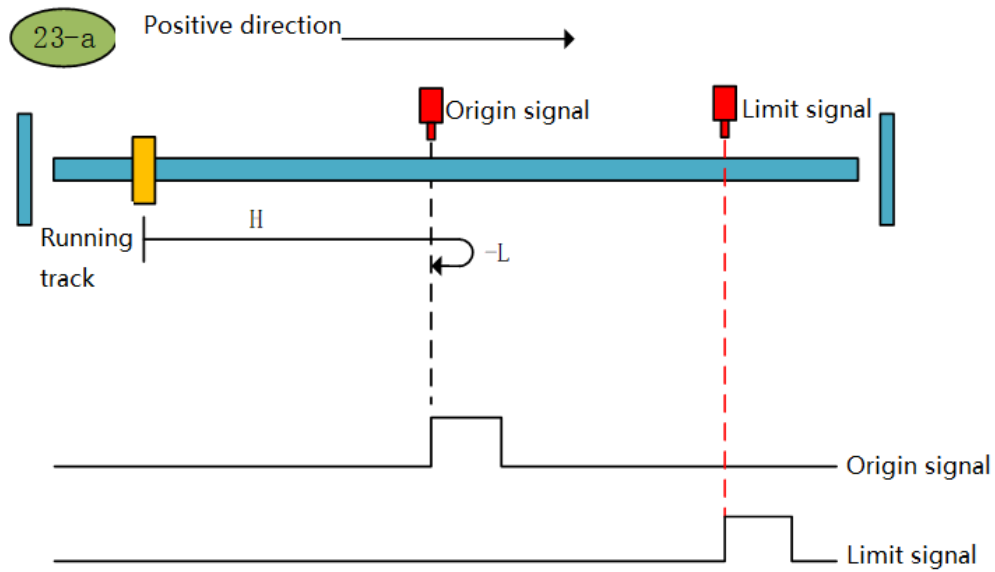 23-a
Positive direction
Origin signal
Limit signal
Running
track
H
-L
Origin signal
Limit signal